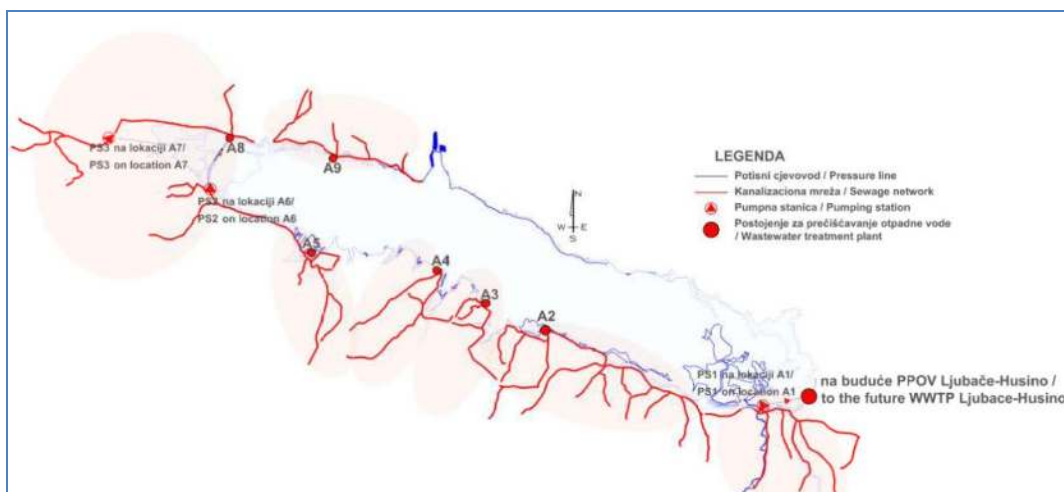 A8
PS3 na lokaciji A7/
PS3 on location A7
A9
PS2 na lokaciji A6/
PS2 on location A6
A5
A4
A3
A2
N
W E
S
LEGENDA
Potisni cjevovod / Pressure line
Kanalizaciona mreža / Sewage network
Pumpna stanica / Pumping station
Postojenje za prečišćavanje otpadne vode
/ Wastewater treatment plant
PS1 na lokaciji A1/
PS1 on location A1
na buduće PPOV Ljubače-Husino /
to the future WWTP Ljubace-Husino